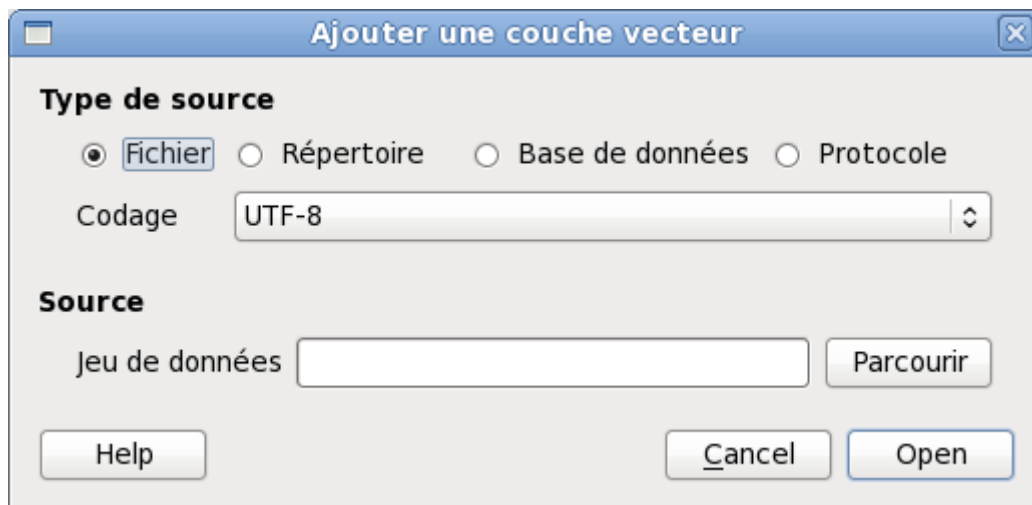 Ajouter une couche vecteur
Type de source
Fichier Répertoire Base de données Protocole
Codage UTF-8
Source
Jeu de données Parcourir
Help Cancel Open